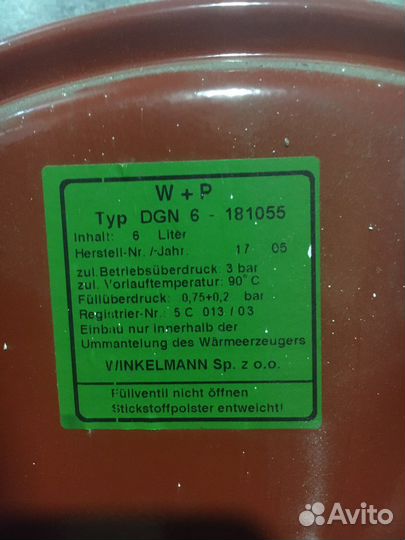 W + P
Typ DGN 6 - 181055
Inhalt: 6 Liter
Herstell-Nr. /-Jahr. 17 05
zul. Betriebsüberdruck: 3 bar
zul. Vorlauftemperatur: 90°C
Füllüberdruck: 0,75+0,2 bar
Registrier-Nr.: 5 C 013 / 03
Einbau nur innerhalb der
Ummantelung des Wärmeerzeugers
WINKELMANN Sp. z o.o.
Füllventil nicht öffnen
Stickstoffpolster entweicht!
Avito